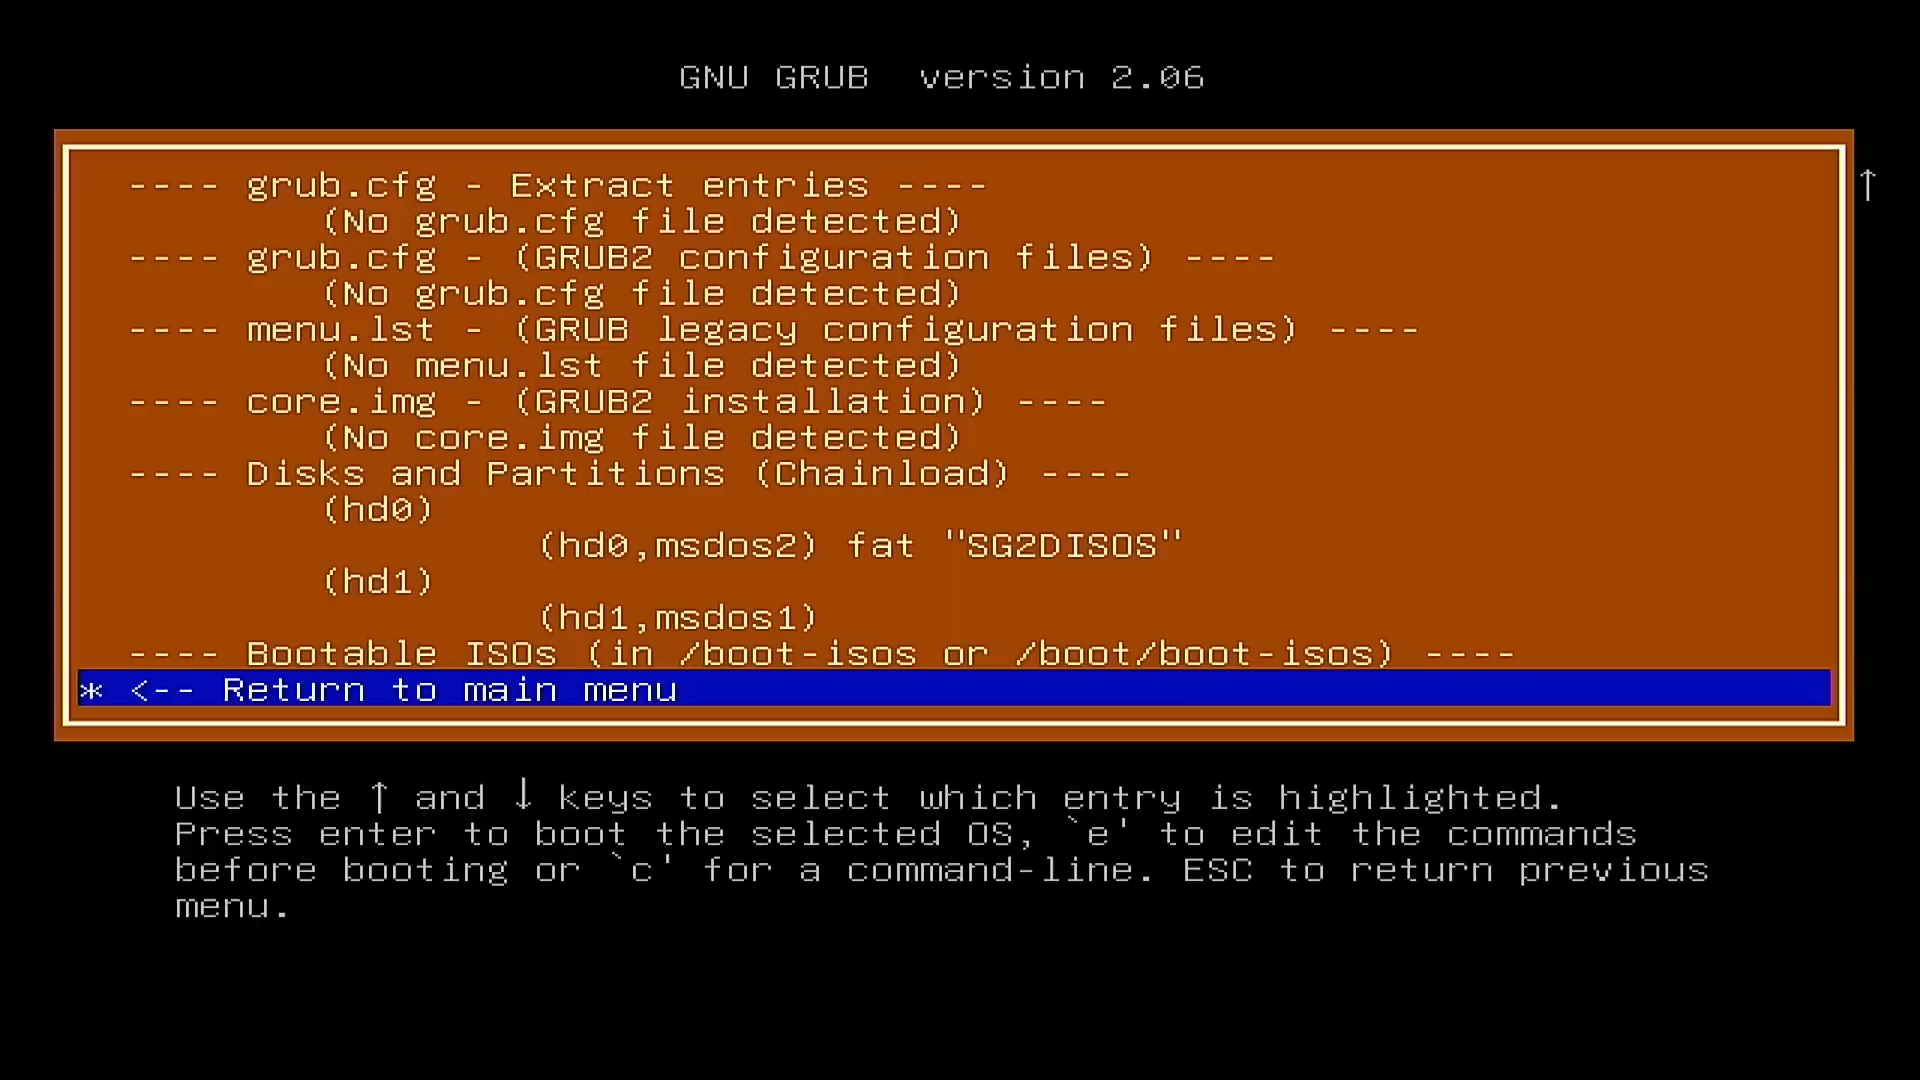 GNU GRUB  version 2.06
↑
---- grub.cfg - Extract entries ----
(No grub.cfg file detected)
---- grub.cfg - (GRUB2 configuration files) ----
(No grub.cfg file detected)
---- menu.lst - (GRUB legacy configuration files) ----
(No menu.lst file detected)
---- core.img - (GRUB2 installation) ----
(No core.img file detected)
---- Disks and Partitions (Chainload) ----
(hd0)
(hd0,msdos2) fat "SG2DISOS"
(hd1)
(hd1,msdos1)
---- Bootable ISOs (in /boot-isos or /boot/boot-isos) ----
* <-- Return to main menu
Use the ↑ and ↓ keys to select which entry is highlighted.
Press enter to boot the selected OS, `e' to edit the commands
before booting or `c' for a command-line. ESC to return previous
menu.